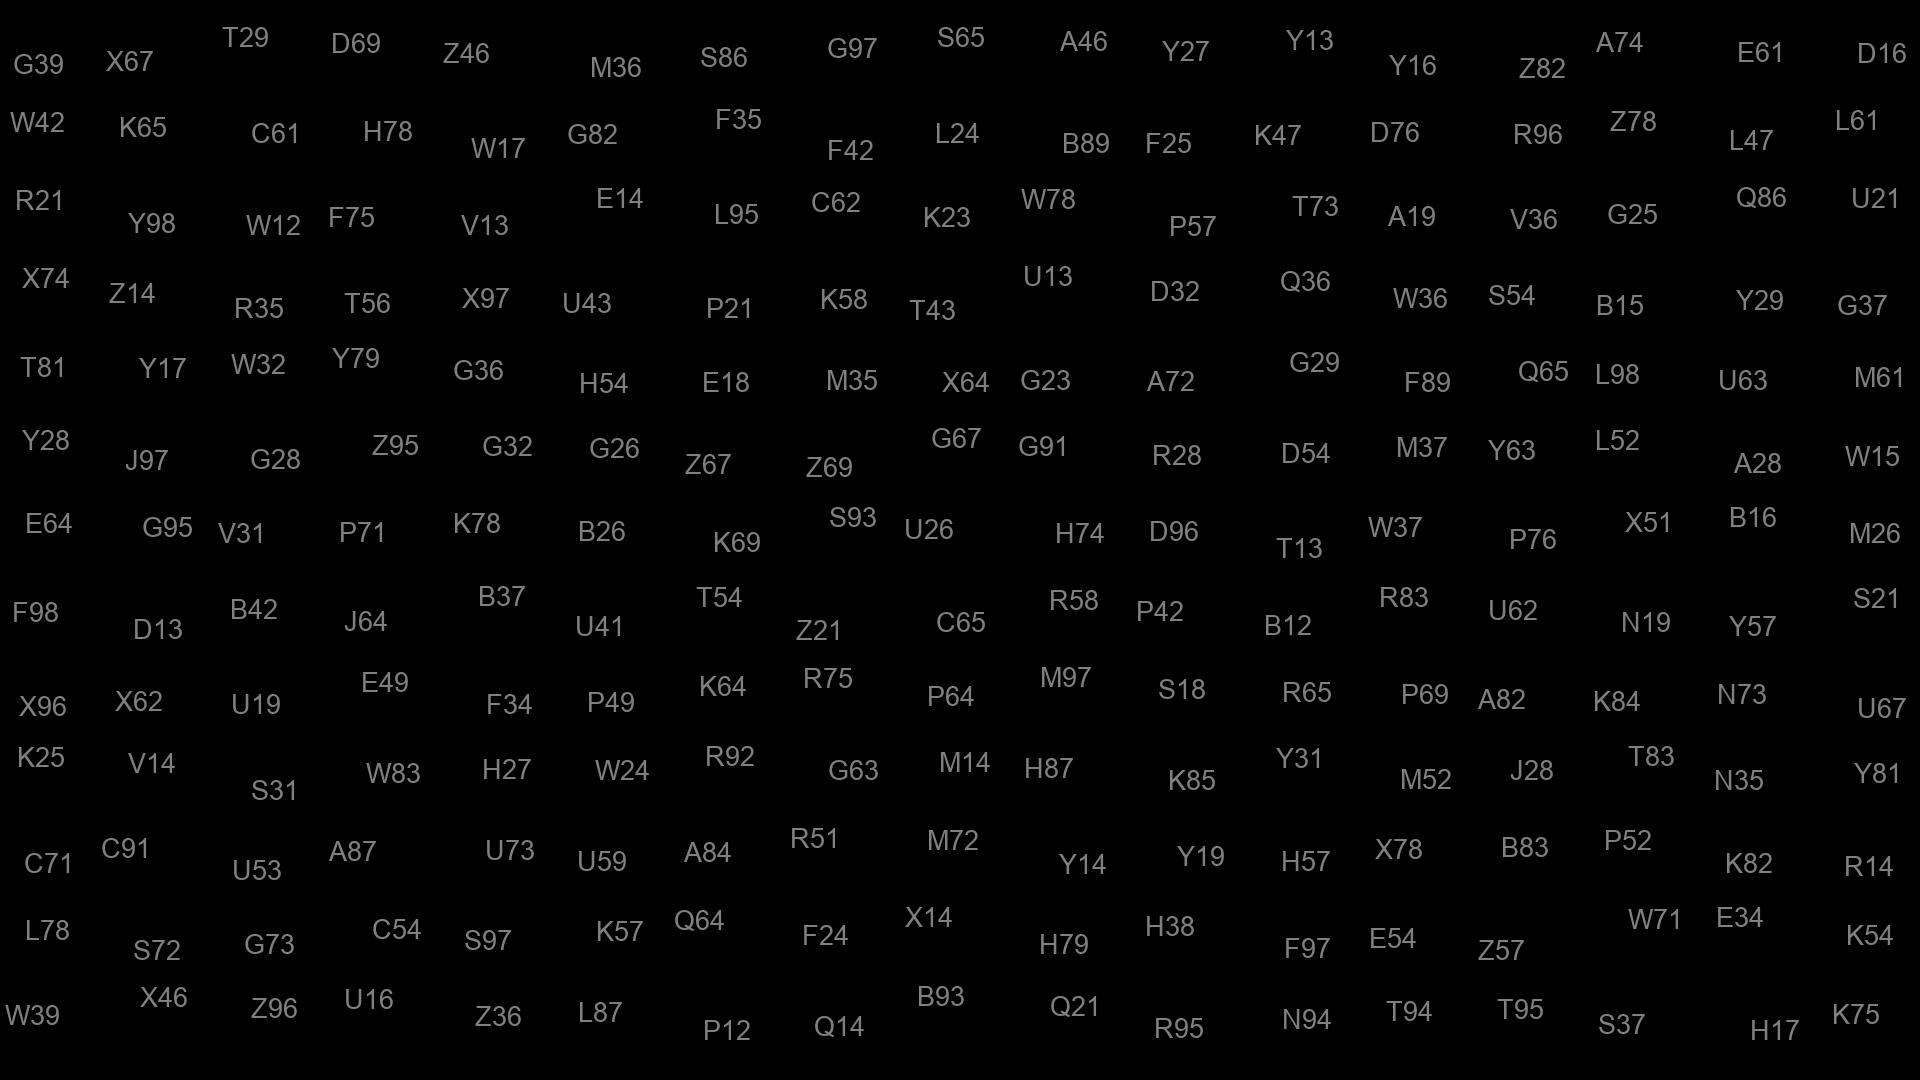 G39 X67 T29 D69 Z46 M36 S86 G97 S65 A46 Y27 Y13 Y16 Z82 A74 E61 D16
W42 K65 C61 H78 W17 G82 F35 F42 L24 B89 F25 K47 D76 R96 Z78 L47 L61
R21 Y98 W12 F75 V13 E14 L95 C62 K23 W78 P57 T73 A19 V36 G25 Q86 U21
X74 Z14 R35 T56 X97 U43 P21 K58 T43 U13 D32 Q36 W36 S54 B15 Y29 G37
T81 Y17 W32 Y79 G36 H54 E18 M35 X64 G23 A72 G29 F89 Q65 L98 U63 M61
Y28 J97 G28 Z95 G32 G26 Z67 Z69 G67 G91 R28 D54 M37 Y63 L52 A28 W15
E64 G95 V31 P71 K78 B26 K69 S93 U26 H74 D96 T13 W37 P76 X51 B16 M26
F98 D13 B42 J64 B37 U41 T54 Z21 C65 R58 P42 B12 R83 U62 N19 Y57 S21
X96 X62 U19 E49 F34 P49 K64 R75 P64 M97 S18 R65 P69 A82 K84 N73 U67
K25 V14 S31 W83 H27 W24 R92 G63 M14 H87 K85 Y31 M52 J28 T83 N35 Y81
C71 C91 U53 A87 U73 U59 A84 R51 M72 Y14 Y19 H57 X78 B83 P52 K82 R14
L78 S72 G73 C54 S97 K57 Q64 F24 X14 H79 H38 F97 E54 Z57 W71 E34 K54
W39 X46 Z96 U16 Z36 L87 P12 Q14 B93 Q21 R95 N94 T94 T95 S37 H17 K75